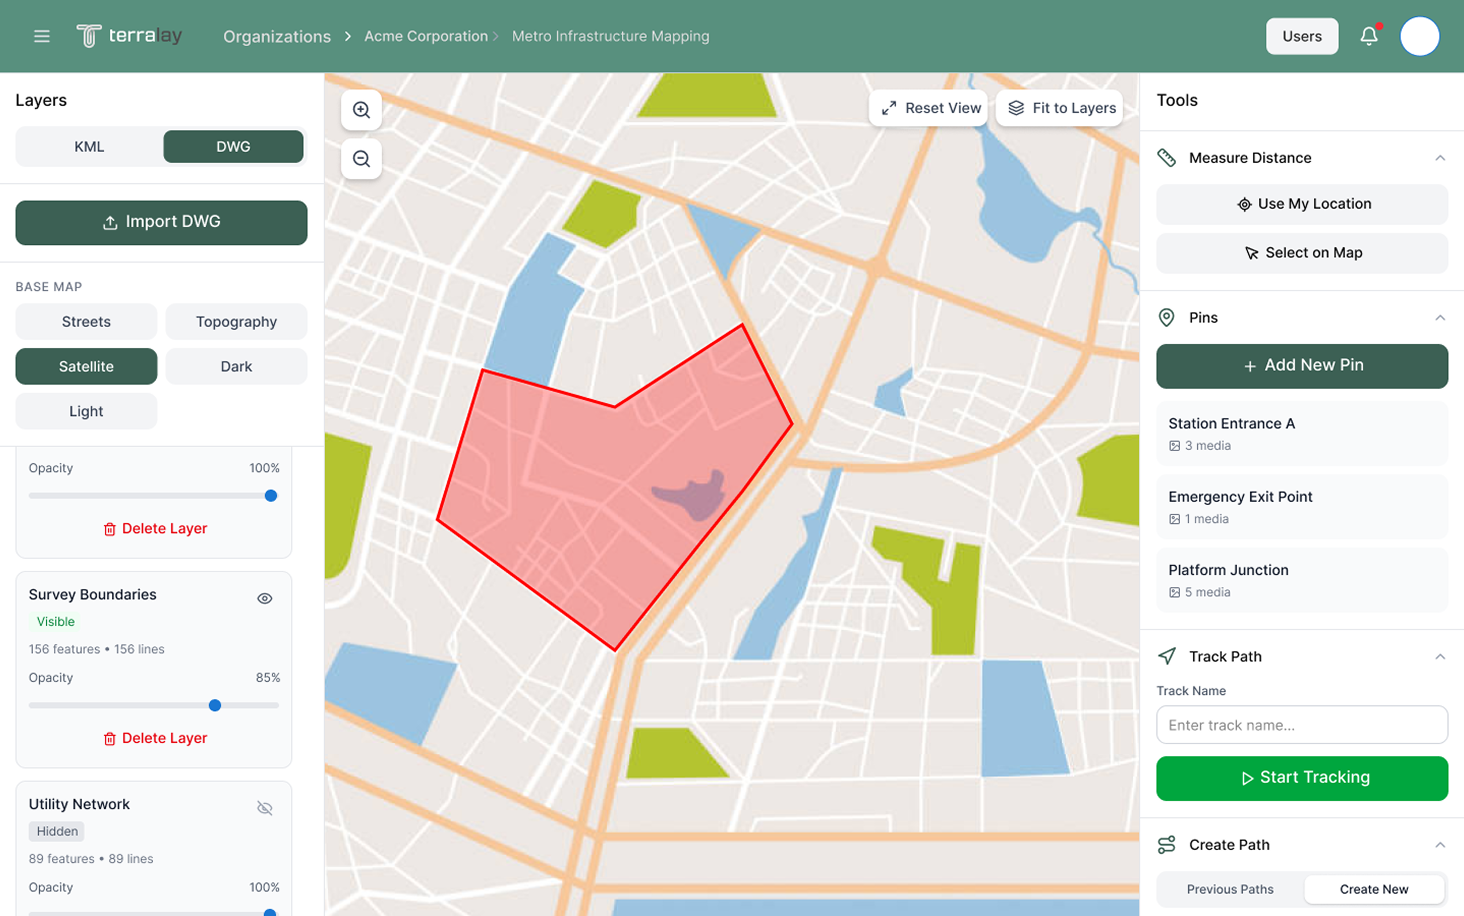 terralay
Organizations > Acme Corporation > Metro Infrastructure Mapping
Users
Layers
KML
DWG
Import DWG
BASE MAP
Streets
Topography
Satellite
Dark
Light
Opacity 100%
Delete Layer
Survey Boundaries
Visible
156 features • 156 lines
Opacity 85%
Delete Layer
Utility Network
Hidden
89 features • 89 lines
Opacity 100%
Reset View
Fit to Layers
Tools
Measure Distance
Use My Location
Select on Map
Pins
+ Add New Pin
Station Entrance A
3 media
Emergency Exit Point
1 media
Platform Junction
5 media
Track Path
Track Name
Enter track name...
Start Tracking
Create Path
Previous Paths
Create New